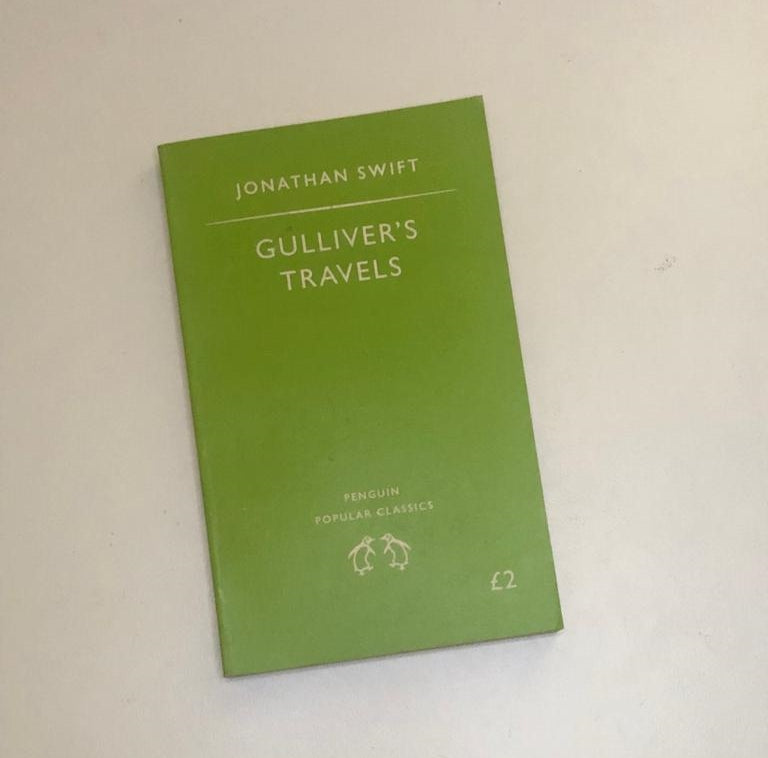 JONATHAN SWIFT
GULLIVER'S
TRAVELS
PENGUIN
POPULAR CLASSICS
£2